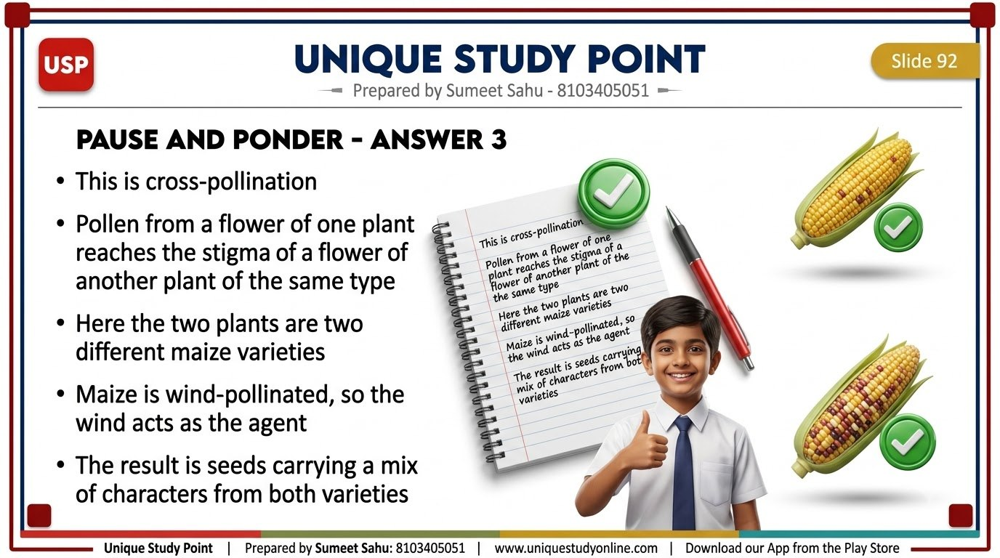 USP
UNIQUE STUDY POINT
Prepared by Sumeet Sahu - 8103405051
Slide 92
PAUSE AND PONDER - ANSWER 3
• This is cross-pollination
• Pollen from a flower of one plant
reaches the stigma of a flower of
another plant of the same type
• Here the two plants are two
different maize varieties
• Maize is wind-pollinated, so the
wind acts as the agent
• The result is seeds carrying a mix
of characters from both varieties
This is cross-pollination
Pollen from a flower of one
plant reaches the stigma of a
flower of another plant of the
the same type
Here the two plants are two
different maize varieties
Maize is wind-pollinated, so
the wind acts as the agent
The result is seeds carrying
mix of characters from bot
varieties
Unique Study Point | Prepared by Sumeet Sahu: 8103405051 | www.uniquestudyonline.com | Download our App from the Play Store